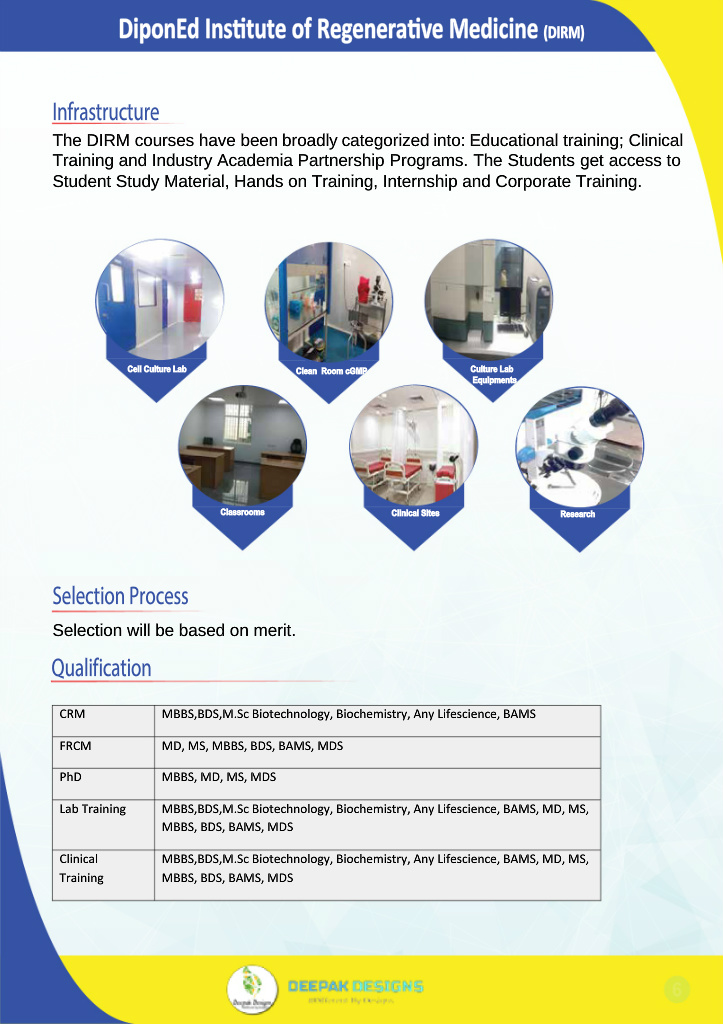 DiponEd Institute of Regenerative Medicine (DIRM)
Infrastructure
The DIRM courses have been broadly categorized into: Educational training; Clinical
Training and Industry Academia Partnership Programs. The Students get access to
Student Study Material, Hands on Training, Internship and Corporate Training.
Cell Culture Lab
Clean Room cGMP
Culture Lab
Equipments
Classrooms
Clinical Sites
Research
Selection Process
Selection will be based on merit.
Qualification
CRM
MBBS,BDS,M.Sc Biotechnology, Biochemistry, Any Lifescience, BAMS
FRCM
MD, MS, MBBS, BDS, BAMS, MDS
PhD
MBBS, MD, MS, MDS
Lab Training
MBBS,BDS,M.Sc Biotechnology, Biochemistry, Any Lifescience, BAMS, MD, MS,
MBBS, BDS, BAMS, MDS
Clinical
Training
MBBS,BDS,M.Sc Biotechnology, Biochemistry, Any Lifescience, BAMS, MD, MS,
MBBS, BDS, BAMS, MDS
Deepak Designs
DEEPAK DESIGNS
By Designs
6